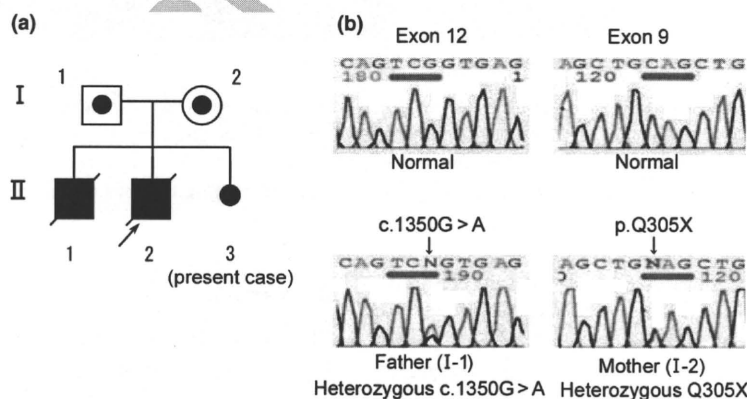 (a)
1
2
I
II
1
2
3
(present case)
(b)
Exon 12
Exon 9
CAGTCGGTGAG
180
1
AGCTGCAGCTG
120
Normal
Normal
c.1350G > A
p.Q305X
CAGTCNGTGAG
190
AGCTGNAGCTG
120
Father (I-1)
Mother (I-2)
Heterozygous c.1350G > A
Heterozygous Q305X